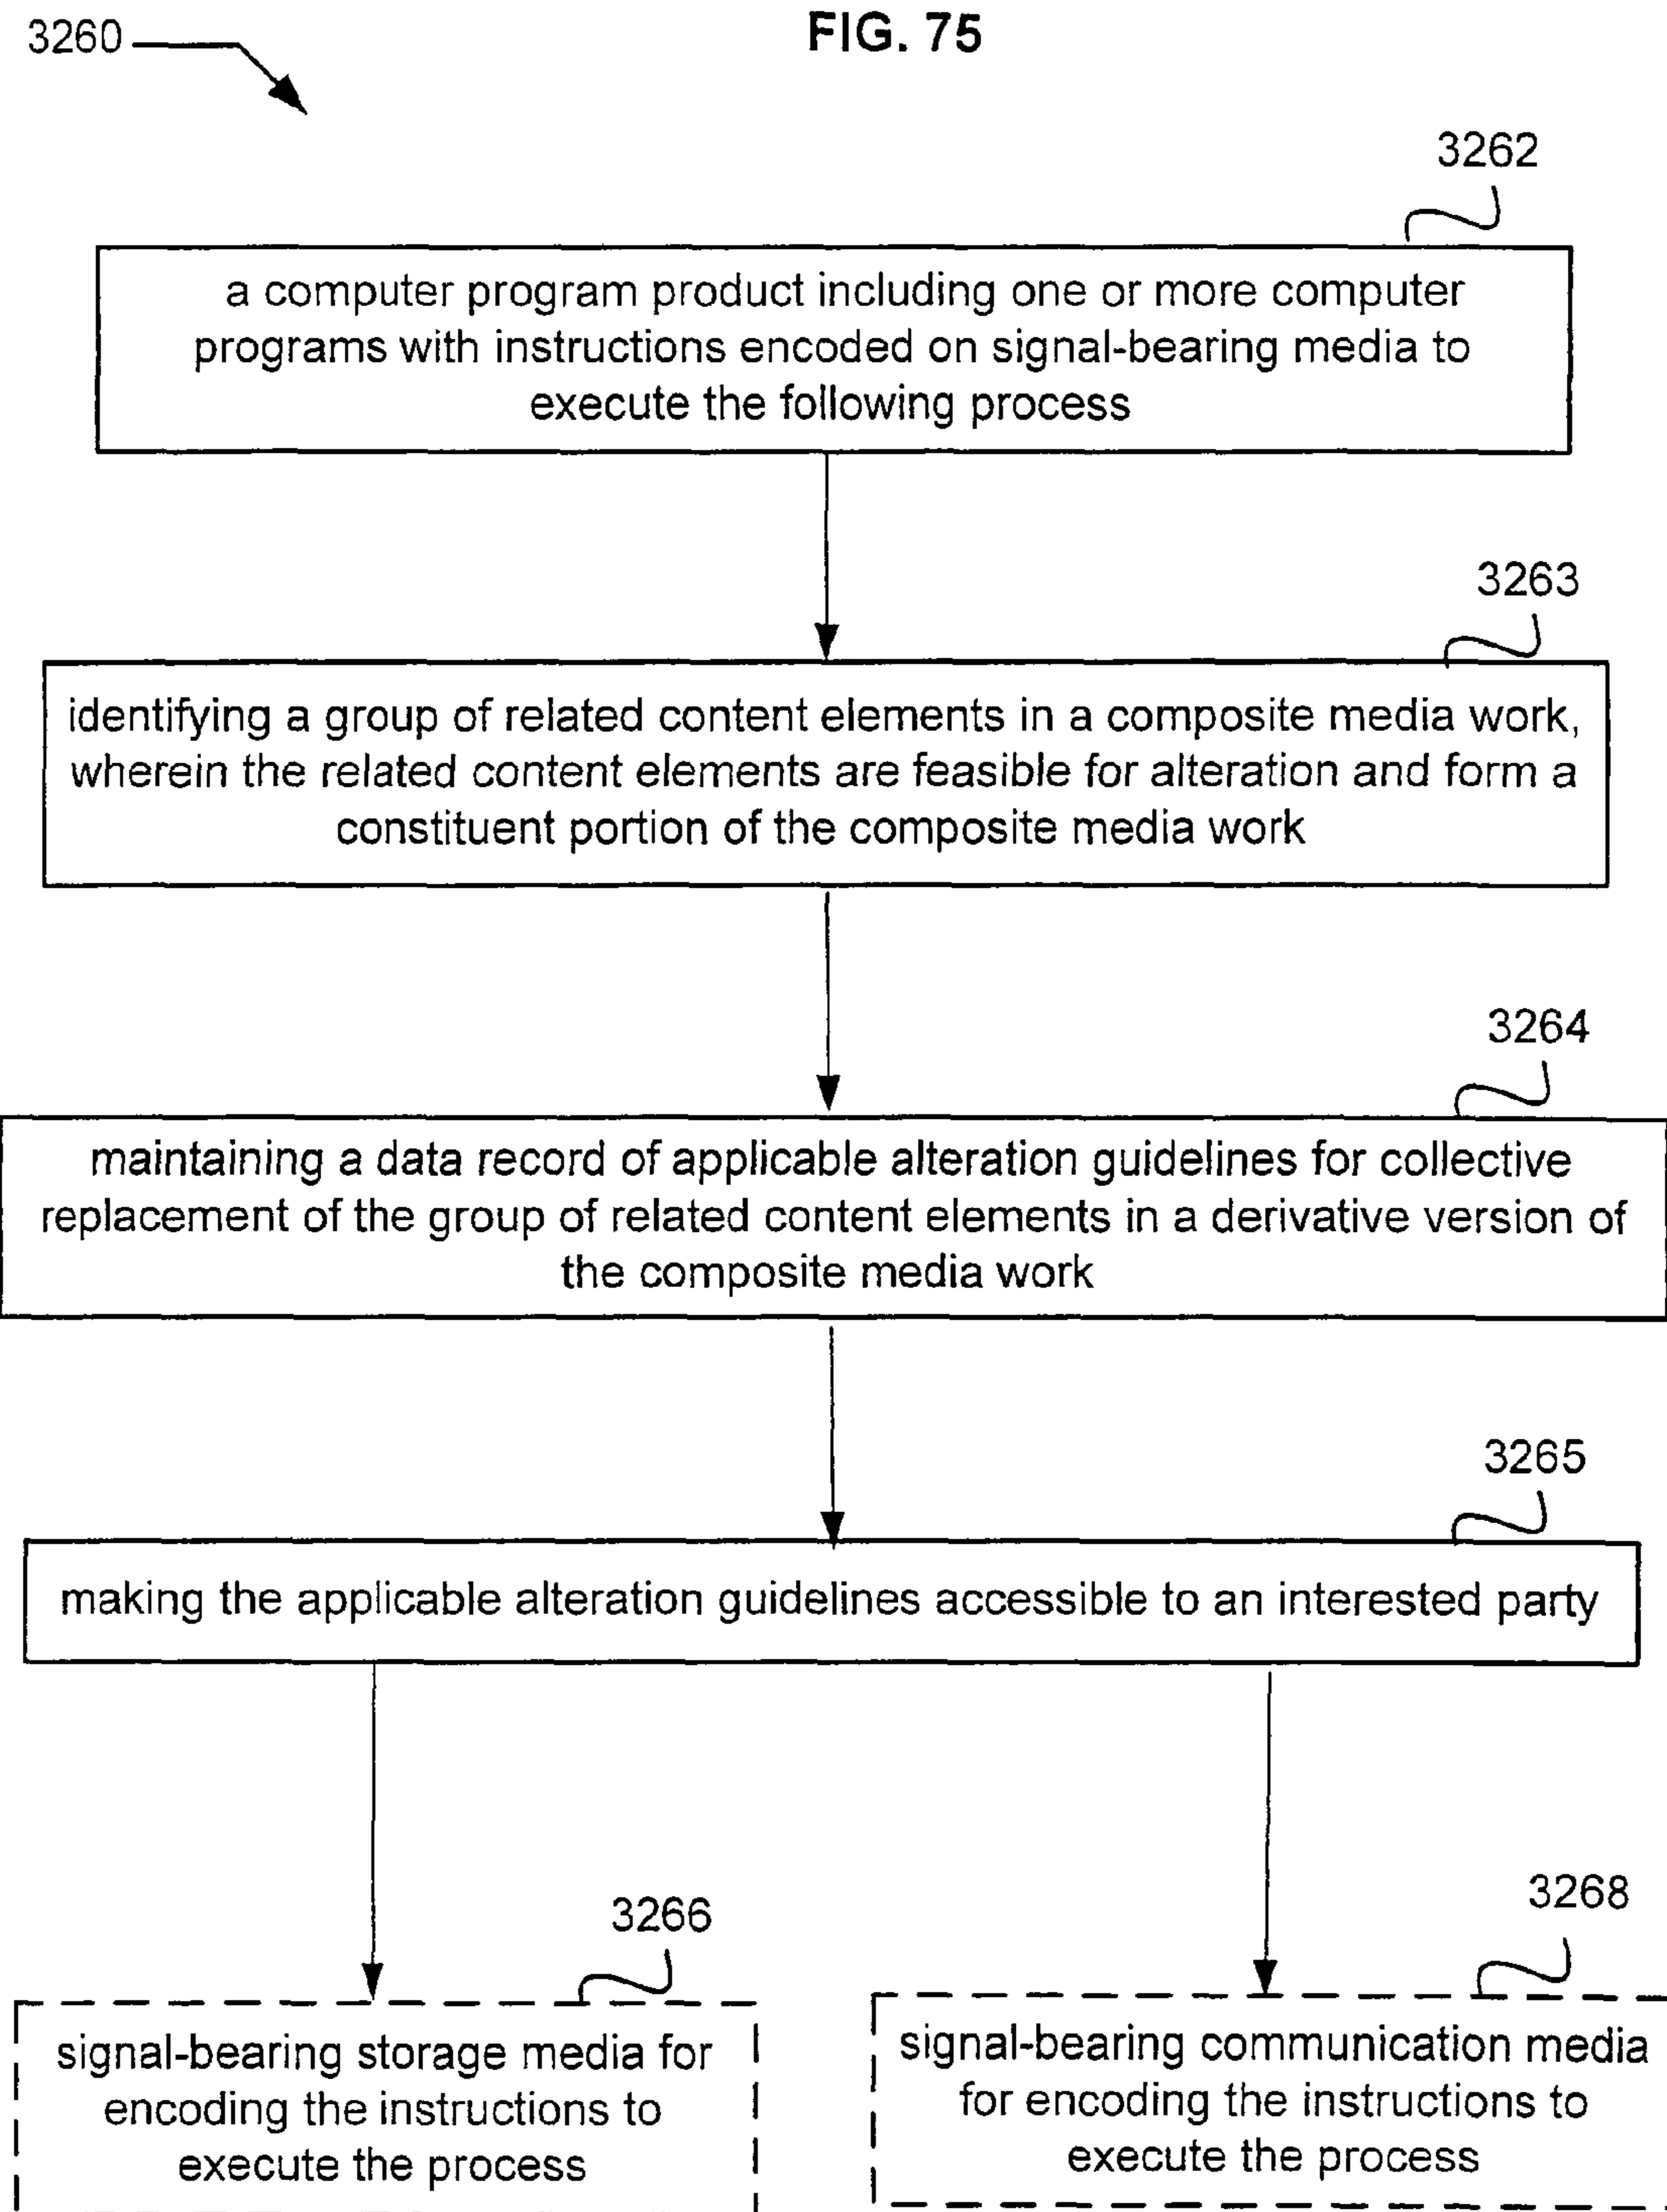 3260
FIG. 75
3262
a computer program product including one or more computer
programs with instructions encoded on signal-bearing media to
execute the following process
3263
identifying a group of related content elements in a composite media work,
wherein the related content elements are feasible for alteration and form a
constituent portion of the composite media work
3264
maintaining a data record of applicable alteration guidelines for collective
replacement of the group of related content elements in a derivative version of
the composite media work
3265
making the applicable alteration guidelines accessible to an interested party
3266
signal-bearing storage media for
encoding the instructions to
execute the process
3268
signal-bearing communication media
for encoding the instructions to
execute the process